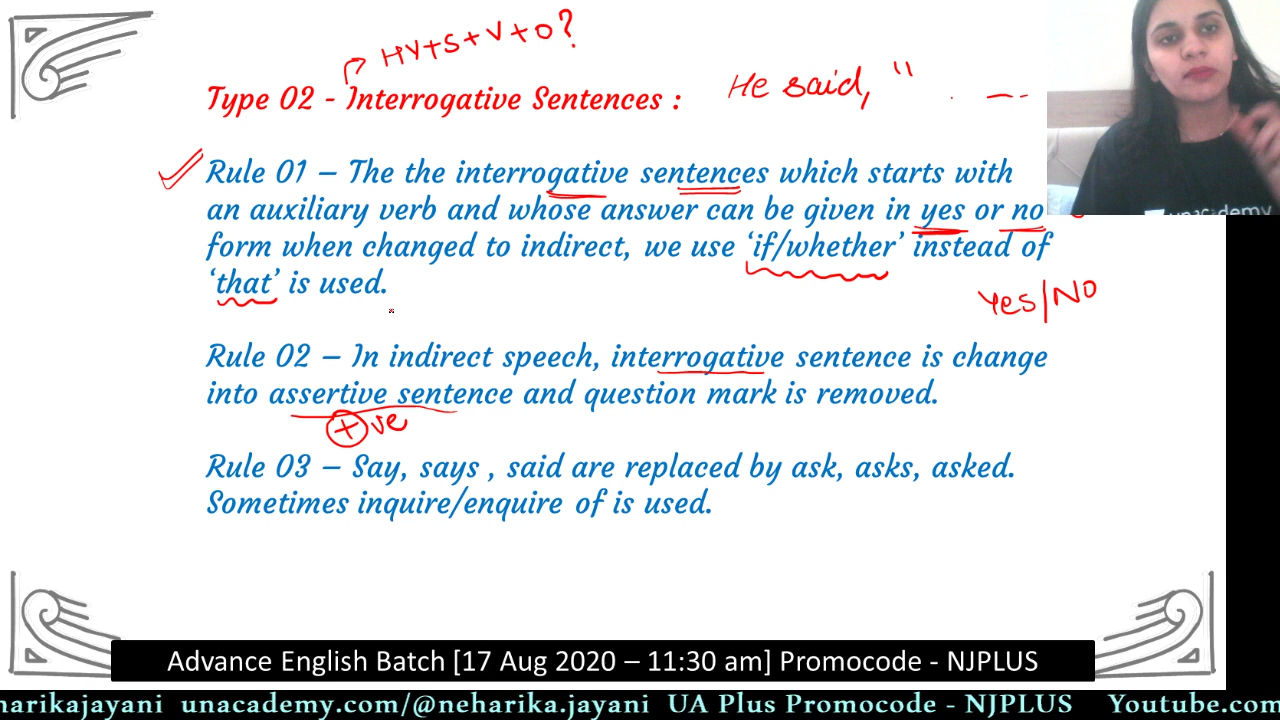 HV+S+V+O?
Type 02 - Interrogative Sentences :
He said, "
Rule 01 – The the interrogative sentences which starts with
an auxiliary verb and whose answer can be given in yes or no
form when changed to indirect, we use ‘if/whether’ instead of
‘that’ is used.
Yes/NO
Rule 02 – In indirect speech, interrogative sentence is change
into assertive sentence and question mark is removed.
+ve
Rule 03 – Say, says , said are replaced by ask, asks, asked.
Sometimes inquire/enquire of is used.
unacademy
Advance English Batch [17 Aug 2020 – 11:30 am] Promocode - NJPLUS
harikajayani unacademy.com/@neharika.jayani UA Plus Promocode - NJPLUS Youtube.com